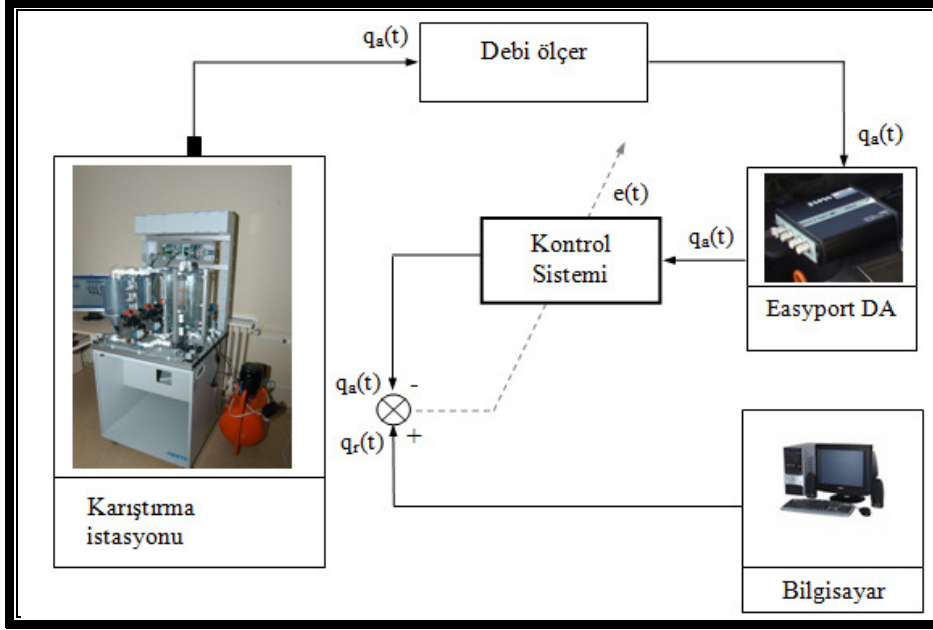 qₐ(t)
Debi ölçer
qₐ(t)
e(t)
Kontrol
Sistemi
qₐ(t)
Easyport DA
qₐ(t)
-
qᵣ(t)
+
Karıştırma
istasyonu
Bilgisayar